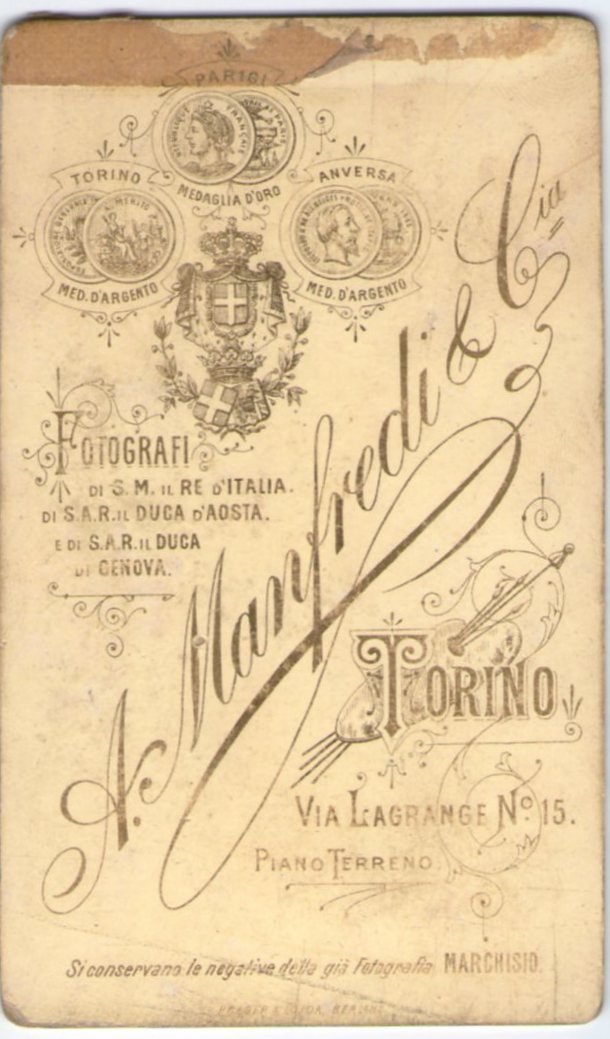 PARIGI
MEDAGLIA D'ORO
TORINO
MED. D'ARGENTO
ANVERSA
MED. D'ARGENTO
FOTOGRAFI
DI S. M. IL RE D'ITALIA.
DI S.A.R. IL DUCA D'AOSTA.
E DI S.A.R. IL DUCA
DI GENOVA.
A. Manfredi & Cia
TORINO
VIA LAGRANGE No. 15.
PIANO TERRENO.
Si conservano le negative della già Fotografia MARCHISIO.